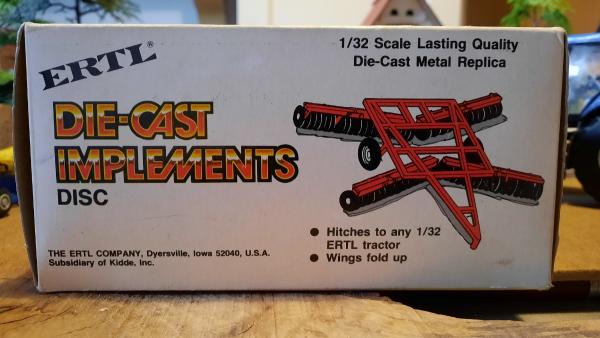 ERTL®
1/32 Scale Lasting Quality
Die-Cast Metal Replica
DIE-CAST
IMPLEMENTS
DISC
● Hitches to any 1/32
ERTL tractor
● Wings fold up
THE ERTL COMPANY, Dyersville, Iowa 52040, U.S.A.
Subsidiary of Kidde, Inc.